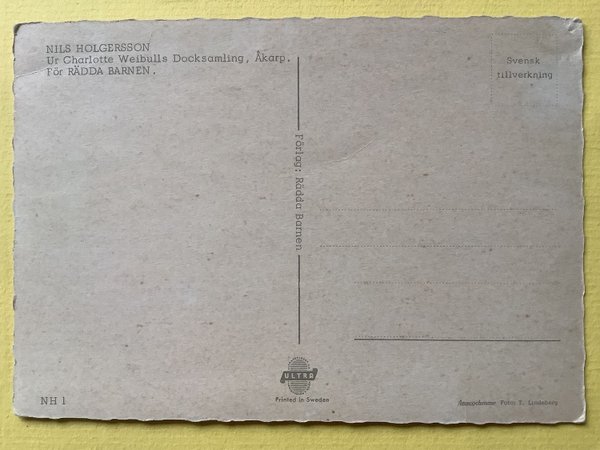 NILS HOLGERSSON
Ur Charlotte Weibulls Docksamling, Åkarp.
För RÄDDA BARNEN.
Svensk
tillverkning
Förlag: Rädda Barnen
ULTRA
Printed in Sweden
NH 1
Foto: T. Lindeberg